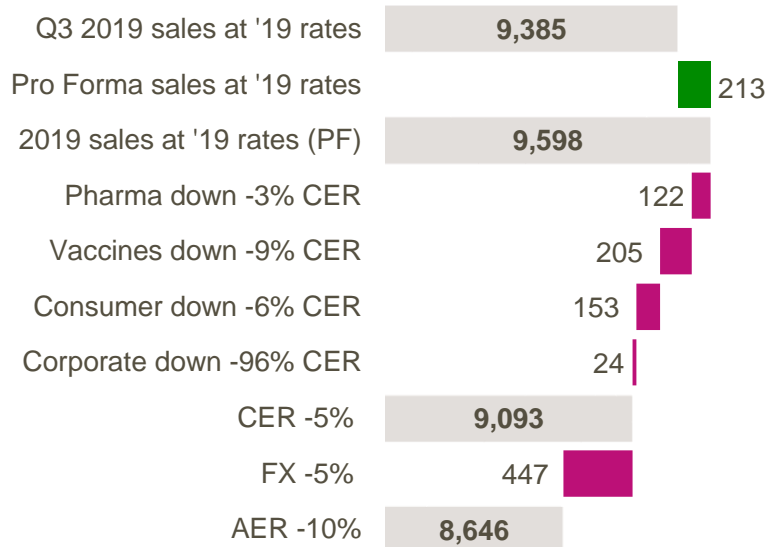 Q3 2019 sales at '19 rates 9,385
Pro Forma sales at '19 rates 213
2019 sales at '19 rates (PF) 9,598
Pharma down -3% CER 122
Vaccines down -9% CER 205
Consumer down -6% CER 153
Corporate down -96% CER 24
CER -5% 9,093
FX -5% 447
AER -10% 8,646